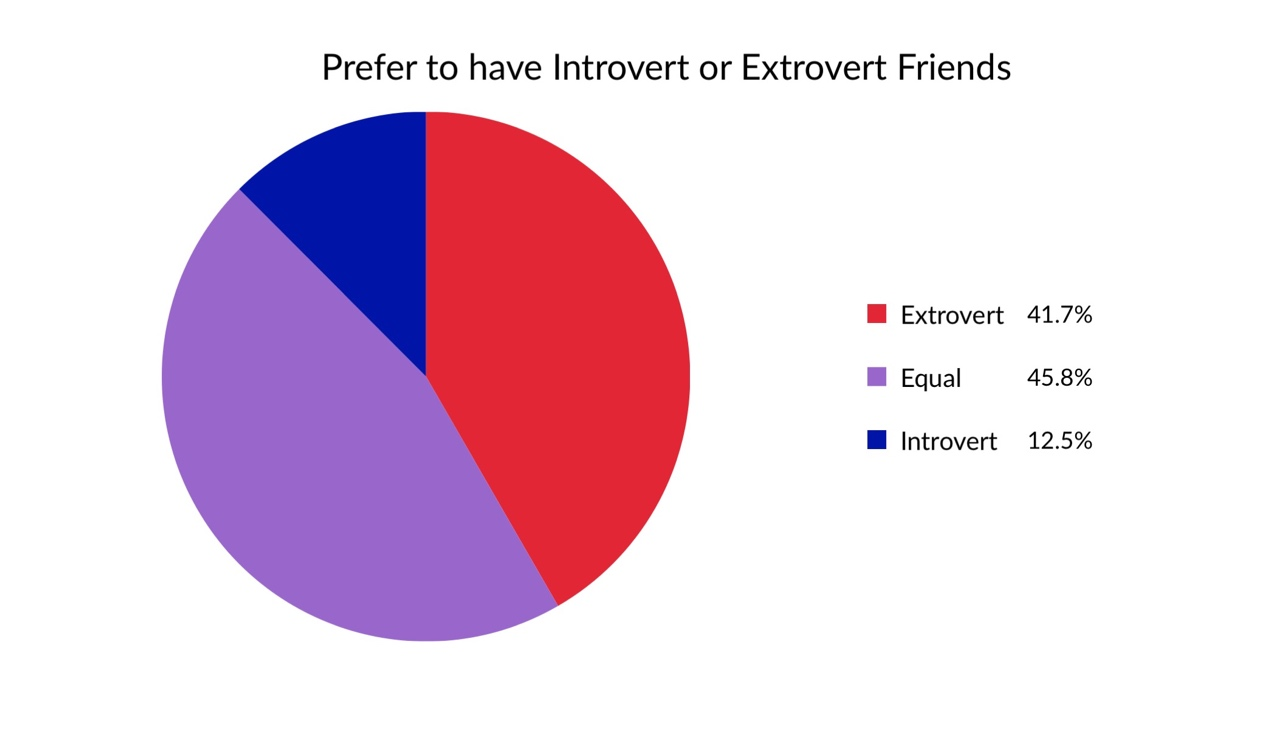 Prefer to have Introvert or Extrovert Friends
Extrovert 41.7%
Equal 45.8%
Introvert 12.5%